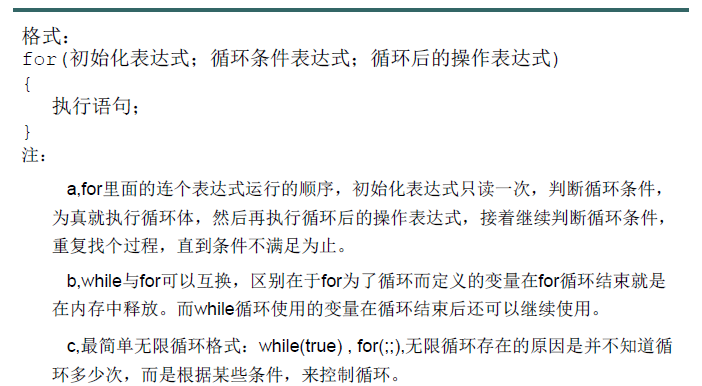 格式：
for(初始化表达式；循环条件表达式；循环后的操作表达式)
{
执行语句；
}
注：
a,for里面的连个表达式运行的顺序，初始化表达式只读一次，判断循环条件，
为真就执行循环体，然后再执行循环后的操作表达式，接着继续判断循环条件，
重复找个过程，直到条件不满足为止。
b,while与for可以互换，区别在于for为了循环而定义的变量在for循环结束就是
在内存中释放。而while循环使用的变量在循环结束后还可以继续使用。
c,最简单无限循环格式：while(true) , for(;;),无限循环存在的原因是并不知道循
环多少次，而是根据某些条件，来控制循环。